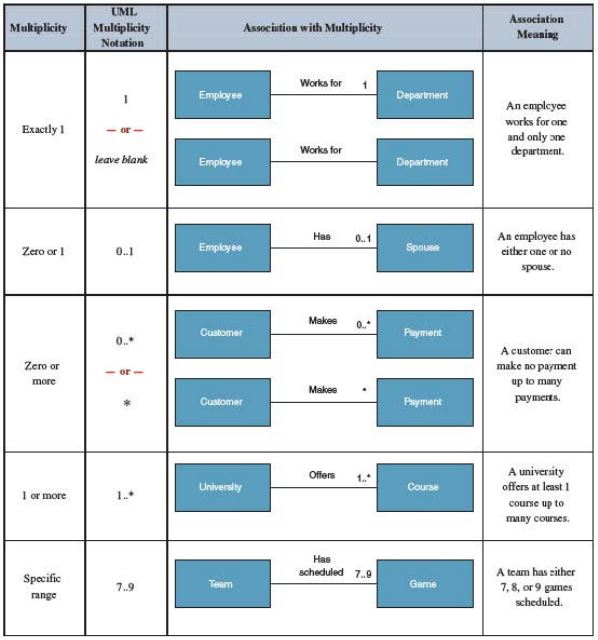 Multiplicity
UML
Multiplicity
Notation
Association with Multiplicity
Association
Meaning
Exactly 1
1
— or —
leave blank
Employee
Works for
1
Department
Employee
Works for
Department
An employee
works for one
and only one
department.
Zero or 1
0..1
Employee
Has
0..1
Spouse
An employee has
either one or no
spouse.
Zero or
more
0..*
— or —
*
Customer
Makes
0..*
Payment
Customer
Makes
*
Payment
A customer can
make no payment
up to many
payments.
1 or more
1..*
University
Offers
1..*
Course
A university
offers at least 1
course up to
many courses.
Specific
range
7..9
Team
Has
scheduled
7..9
Game
A team has either
7, 8, or 9 games
scheduled.